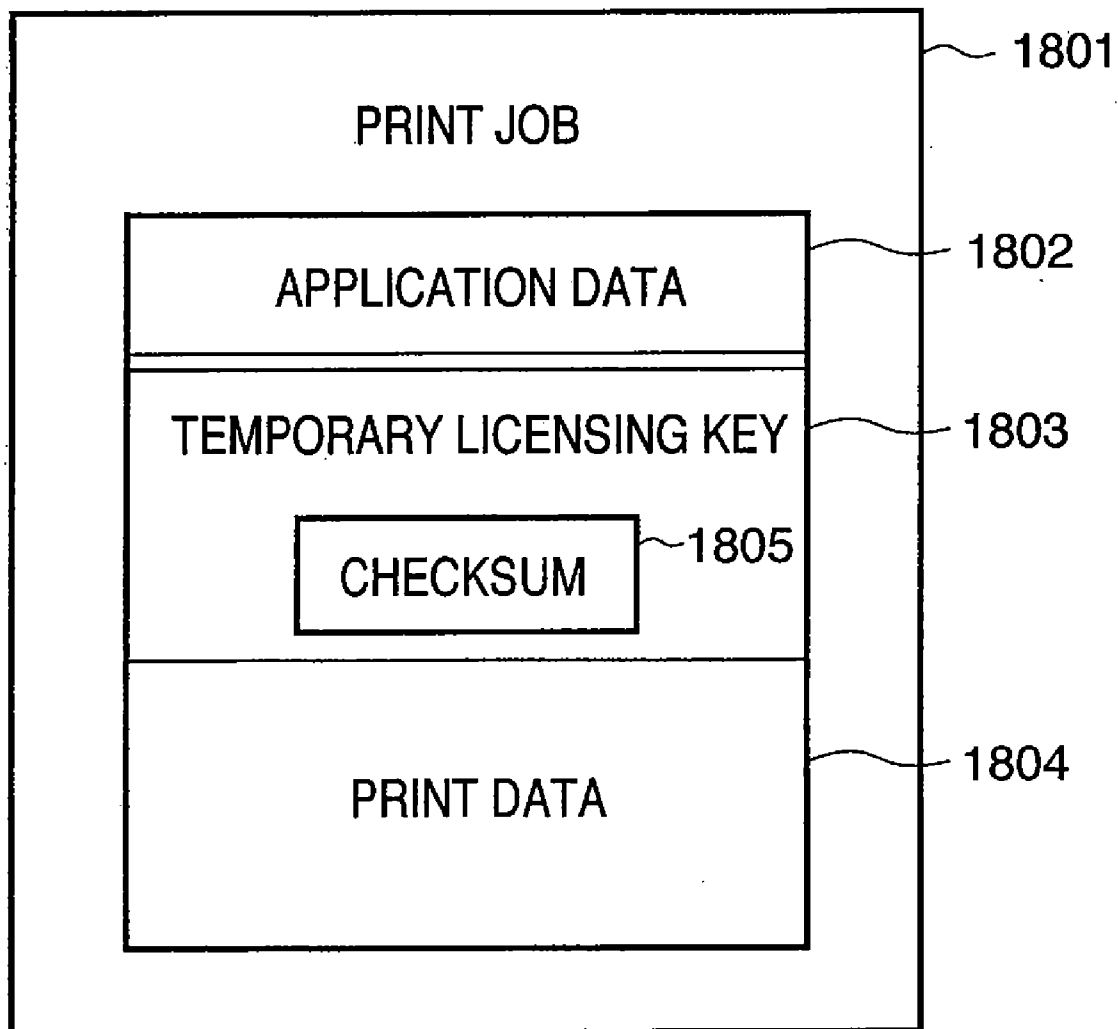 1801
PRINT JOB
1802
APPLICATION DATA
TEMPORARY LICENSING KEY
1803
CHECKSUM
1805
PRINT DATA
1804